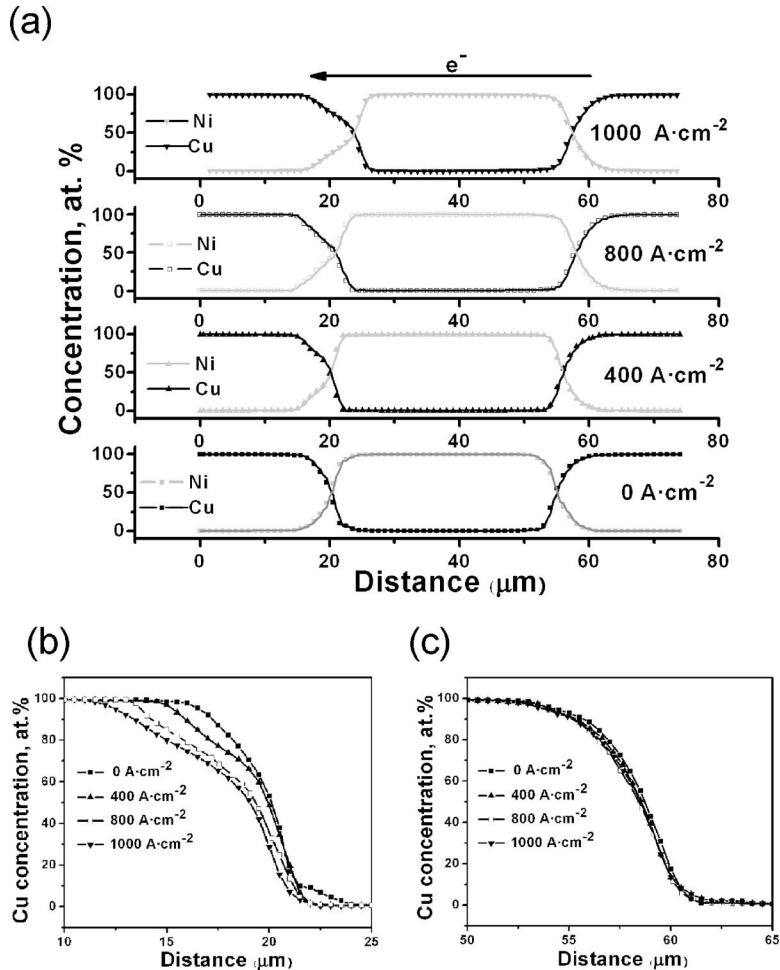 (a)
e⁻
Concentration, at. %
100
50
0
Ni
Cu
1000 A·cm⁻²
0 20 40 60 80
100
50
0
Ni
Cu
800 A·cm⁻²
0 20 40 60 80
100
50
0
Ni
Cu
400 A·cm⁻²
0 20 40 60 80
100
50
0
Ni
Cu
0 A·cm⁻²
0 20 40 60 80
Distance (μm)
(b)
Cu concentration, at.%
100
80
60
40
20
0
0 A·cm⁻²
400 A·cm⁻²
800 A·cm⁻²
1000 A·cm⁻²
10 15 20 25
Distance (μm)
(c)
Cu concentration, at.%
100
80
60
40
20
0
0 A·cm⁻²
400 A·cm⁻²
800 A·cm⁻²
1000 A·cm⁻²
50 55 60 65
Distance (μm)